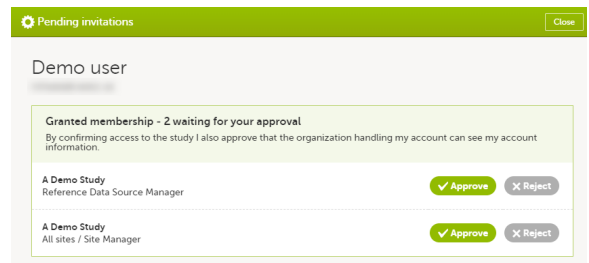 Pending invitations
Close
Demo user
Granted membership - 2 waiting for your approval
By confirming access to the study I also approve that the organization handling my account can see my account
information.
A Demo Study
Reference Data Source Manager
Approve
Reject
A Demo Study
All sites / Site Manager
Approve
Reject